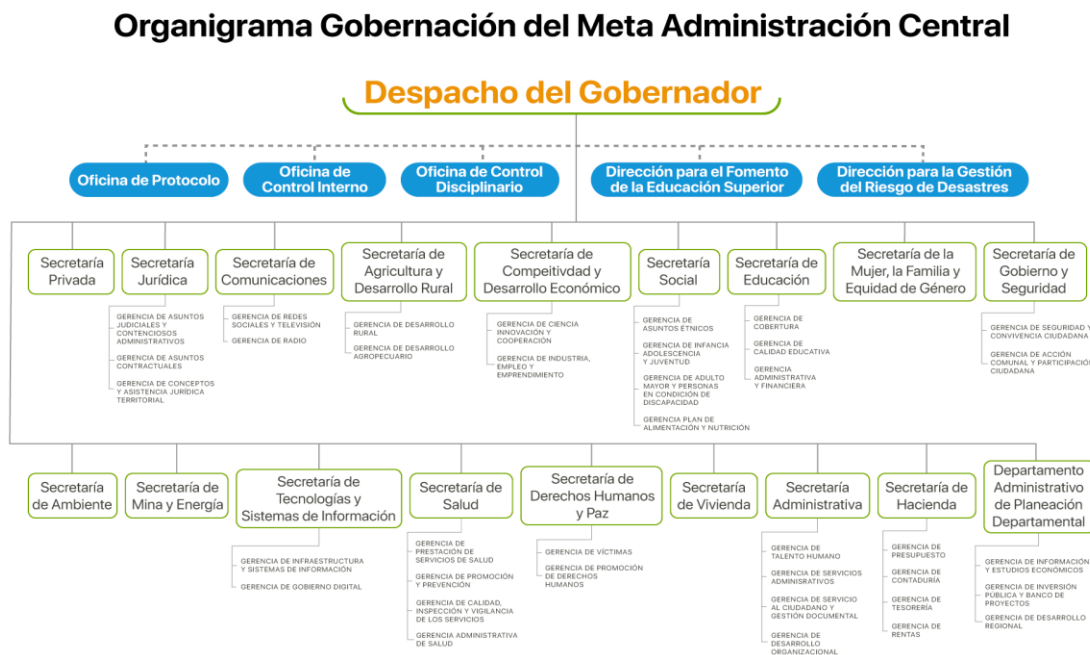 Organigrama Gobernación del Meta Administración Central
Despacho del Gobernador
Oficina de Protocolo
Oficina de
Control Interno
Oficina de Control
Disciplinario
Dirección para el Fomento
de la Educación Superior
Dirección para la Gestión
del Riesgo de Desastres
Secretaría
Privada
Secretaría
Jurídica
GERENCIA DE ASUNTOS
JUDICIALES Y
CONTENCIOSOS
ADMINISTRATIVOS
GERENCIA DE ASUNTOS
CONTRACTUALES
GERENCIA DE CONCEPTOS
Y ASISTENCIA JURÍDICA
TERRITORIAL
Secretaría de
Comunicaciones
GERENCIA DE REDES
SOCIALES Y TELEVISIÓN
GERENCIA DE RADIO
Secretaría de
Agricultura y
Desarrollo Rural
GERENCIA DE DESARROLLO
RURAL
GERENCIA DE DESARROLLO
AGROPECUARIO
Secretaría de
Compeitivdad y
Desarrollo Económico
GERENCIA DE CIENCIA
INNOVACIÓN Y
COOPERACIÓN
GERENCIA DE INDUSTRIA,
EMPLEO Y
EMPRENDIMIENTO
Secretaría
Social
GERENCIA DE
ASUNTOS ÉTNICOS
GERENCIA DE INFANCIA
ADOLESCENCIA
Y JUVENTUD
GERENCIA DE ADULTO
MAYOR Y PERSONAS
EN CONDICIÓN DE
DISCAPACIDAD
GERENCIA PLAN DE
ALIMENTACIÓN Y NUTRICIÓN
Secretaría
de Educación
GERENCIA DE
COBERTURA
GERENCIA DE
CALIDAD EDUCATIVA
GERENCIA
ADMINISTRATIVA
Y FINANCIERA
Secretaría de la
Mujer, la Familia y
Equidad de Género
Secretaría de
Gobierno y
Seguridad
GERENCIA DE SEGURIDAD Y
CONVIVENCIA CIUDADANA
GERENCIA DE ACCIÓN
COMUNAL Y PARTICIPACIÓN
CIUDADANA
Secretaría
de Ambiente
Secretaría de
Mina y Energía
Secretaría de
Tecnologías y
Sistemas de Información
GERENCIA DE INFRAESTRUCTURA
Y SISTEMAS DE INFORMACIÓN
GERENCIA DE GOBIERNO DIGITAL
Secretaría de
Salud
GERENCIA DE
PRESTACIÓN DE
SERVICIOS DE SALUD
GERENCIA DE PROMOCIÓN
Y PREVENCIÓN
GERENCIA DE CALIDAD,
INSPECCIÓN Y VIGILANCIA
DE LOS SERVICIOS
GERENCIA ADMINISTRATIVA
DE SALUD
Secretaría de
Derechos Humanos
y Paz
GERENCIA DE VÍCTIMAS
GERENCIA DE PROMOCIÓN
DE DERECHOS
HUMANOS
Secretaría
de Vivienda
Secretaría
Administrativa
GERENCIA DE
TALENTO HUMANO
GERENCIA DE SERVICIOS
ADMINISRATIVOS
GERENCIA DE SERVICIO
AL CIUDADANO Y
GESTIÓN DOCUMENTAL
GERENCIA DE
DESARROLLO
ORGANIZACIONAL
Secretaría de
Hacienda
GERENCIA DE
PRESUPUESTO
GERENCIA DE
CONTADURÍA
GERENCIA DE
TESORERÍA
GERENCIA DE
RENTAS
Departamento
Administrativo
de Planeación
Departamental
GERENCIA DE INFORMACIÓN
Y ESTUDIOS ECONÓMICOS
GERENCIA DE INVERSIÓN
PÚBLICA Y BANCO DE
PROYECTOS
GERENCIA DE DESARROLLO
REGIONAL